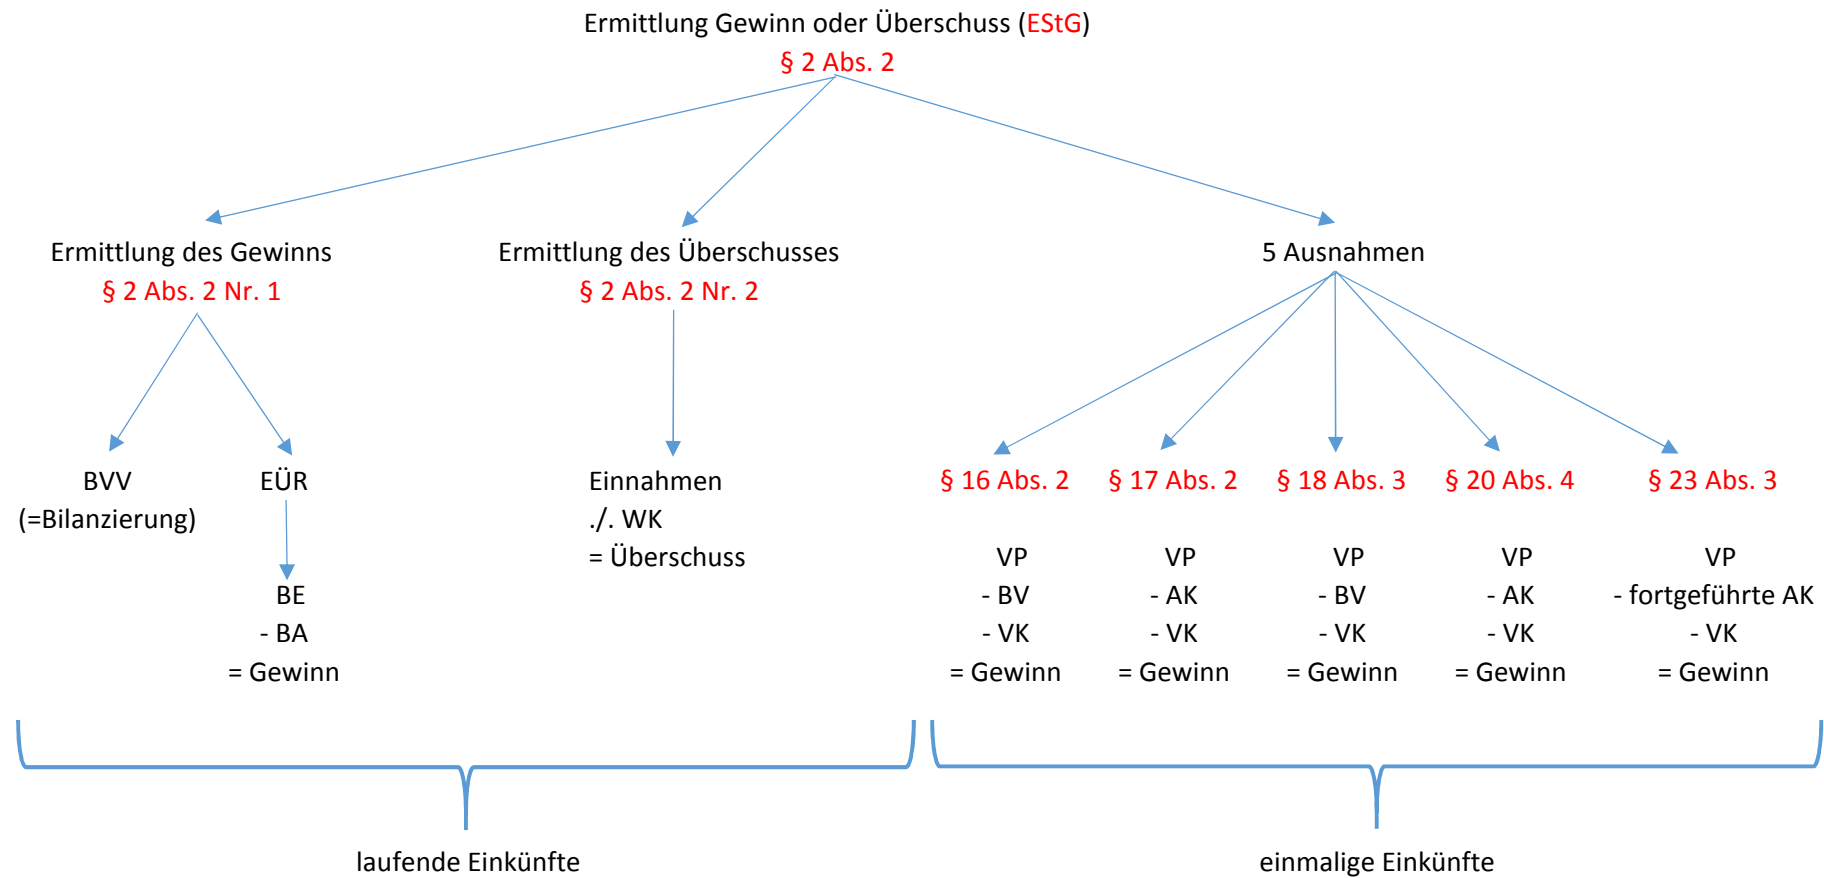 Ermittlung Gewinn oder Überschuss (EStG)
§ 2 Abs. 2
Ermittlung des Gewinns
§ 2 Abs. 2 Nr. 1
Ermittlung des Überschusses
§ 2 Abs. 2 Nr. 2
5 Ausnahmen
BVV
(=Bilanzierung)
EÜR
BE
- BA
= Gewinn
Einnahmen
./. WK
= Überschuss
§ 16 Abs. 2
VP
- BV
- VK
= Gewinn
§ 17 Abs. 2
VP
- AK
- VK
= Gewinn
§ 18 Abs. 3
VP
- BV
- VK
= Gewinn
§ 20 Abs. 4
VP
- AK
- VK
= Gewinn
§ 23 Abs. 3
VP
- fortgeführte AK
- VK
= Gewinn
laufende Einkünfte
einmalige Einkünfte